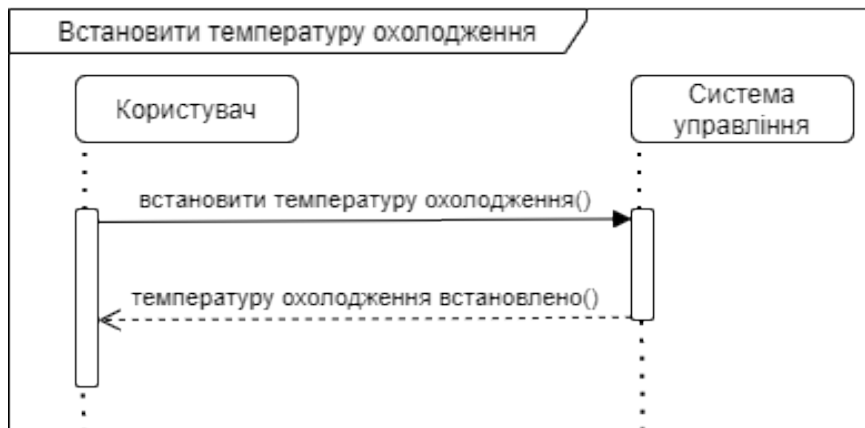 Встановити температуру охолодження
Користувач
Система
управління
встановити температуру охолодження()
температуру охолодження встановлено()